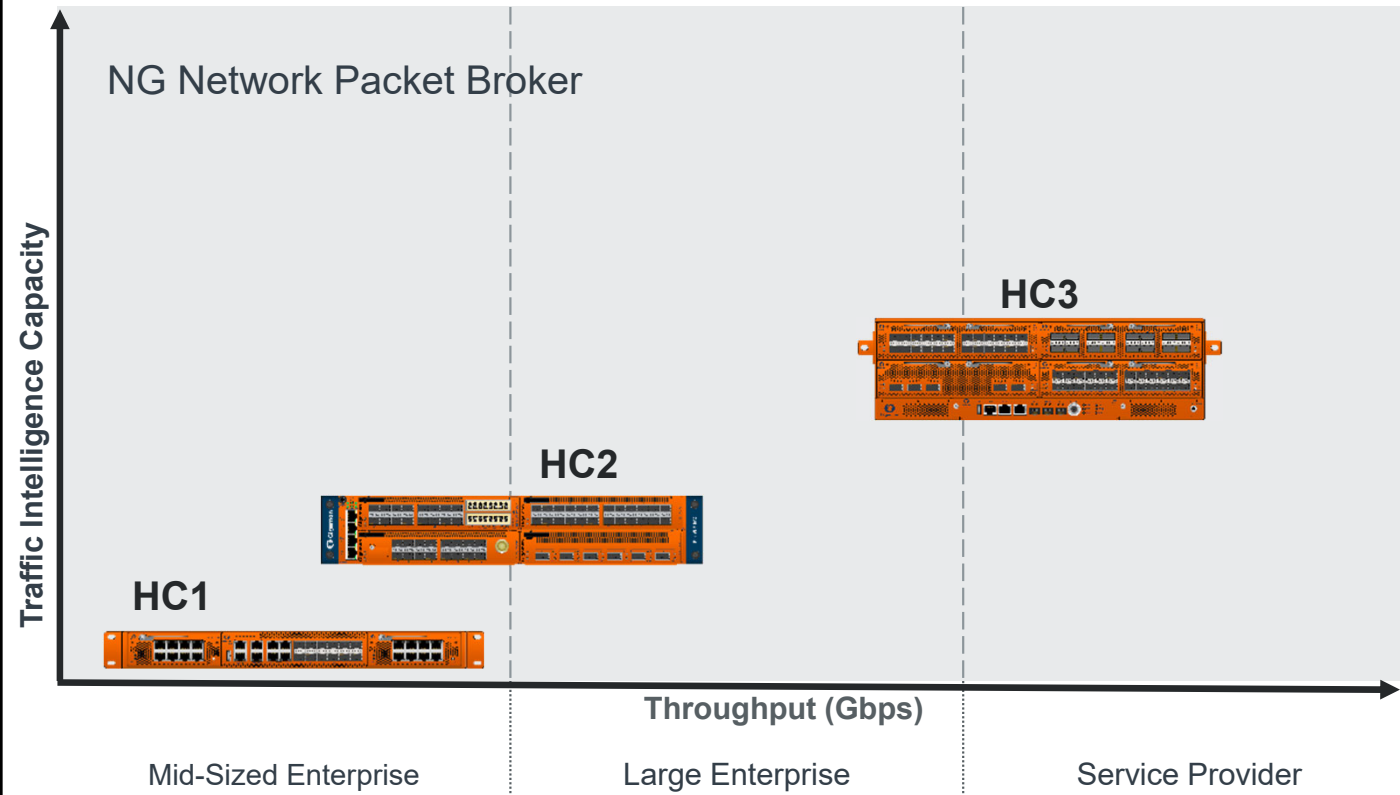 NG Network Packet Broker
Traffic Intelligence Capacity
HC3
HC2
HC1
Throughput (Gbps)
Mid-Sized Enterprise
Large Enterprise
Service Provider